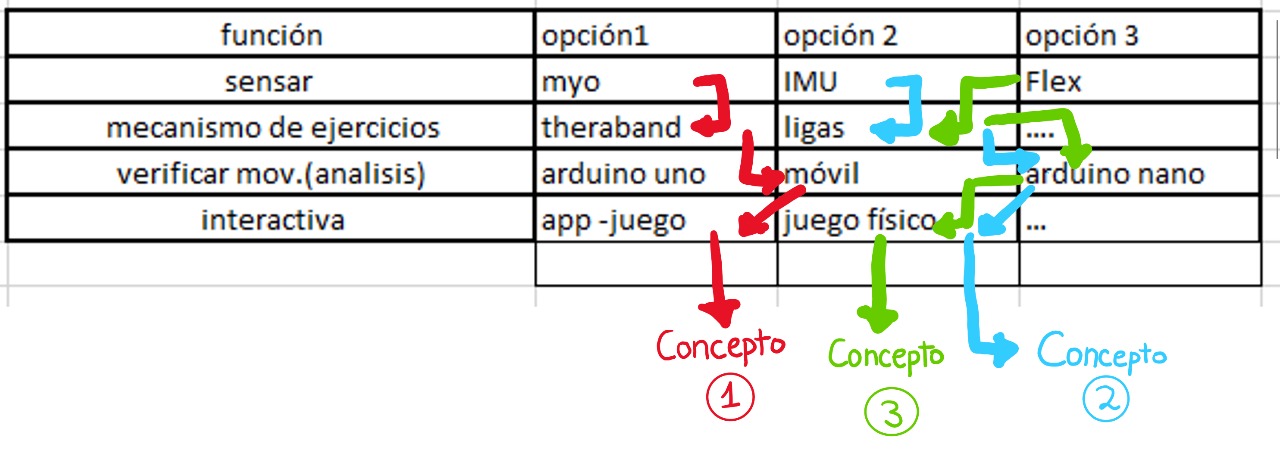 función opción1 opción 2 opción 3
sensar myo IMU Flex
mecanismo de ejercicios theraband ligas ....
verificar mov.(analisis) arduino uno móvil arduino nano
interactiva app -juego juego físico ...
Concepto Concepto Concepto
1 3 2